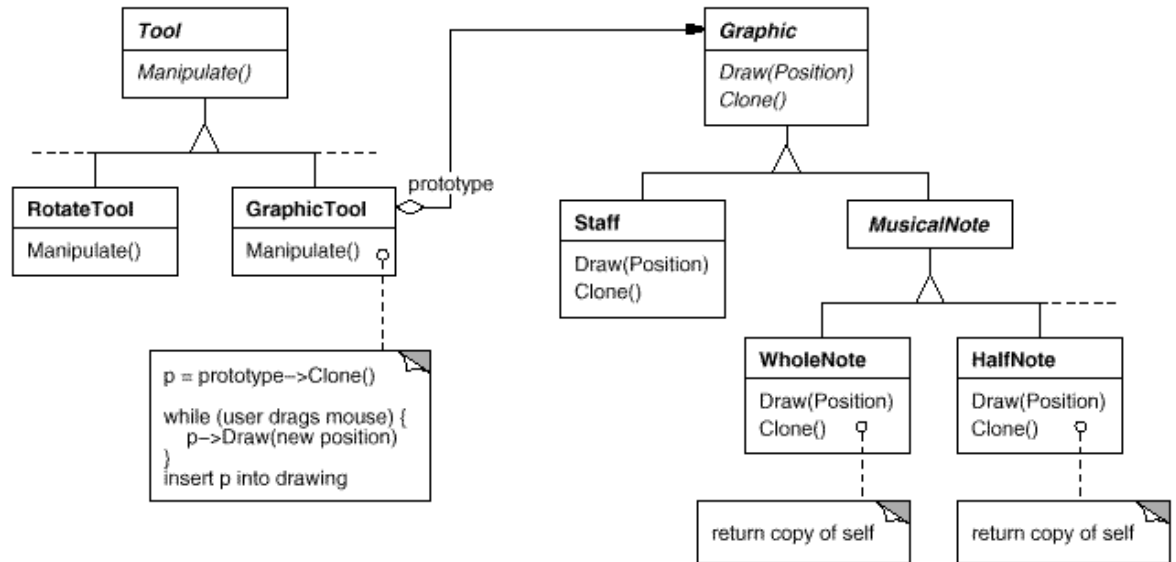 Tool
Manipulate()
Graphic
Draw(Position)
Clone()
prototype
RotateTool
Manipulate()
GraphicTool
Manipulate()
Staff
Draw(Position)
Clone()
MusicalNote
p = prototype–>Clone()
while (user drags mouse) {
p–>Draw(new position)
}
insert p into drawing
WholeNote
Draw(Position)
Clone()
HalfNote
Draw(Position)
Clone()
return copy of self
return copy of self